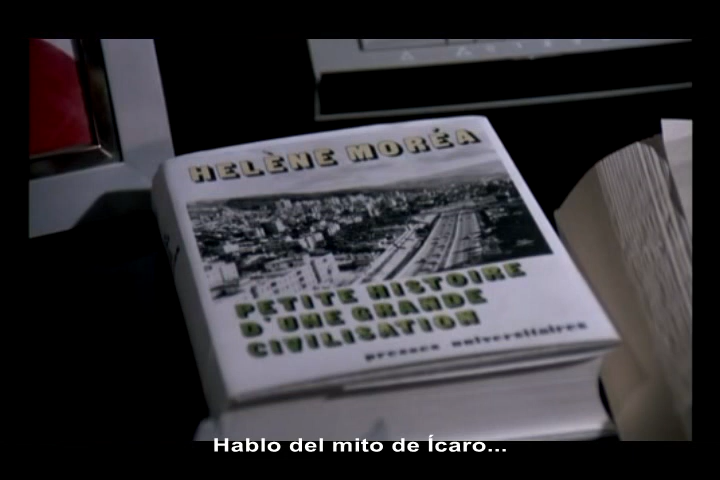 HELÈNE MORÉA
PETITE HISTOIRE
D'UNE GRANDE
CIVILISATION
presses universitaires
Hablo del mito de Ícaro...